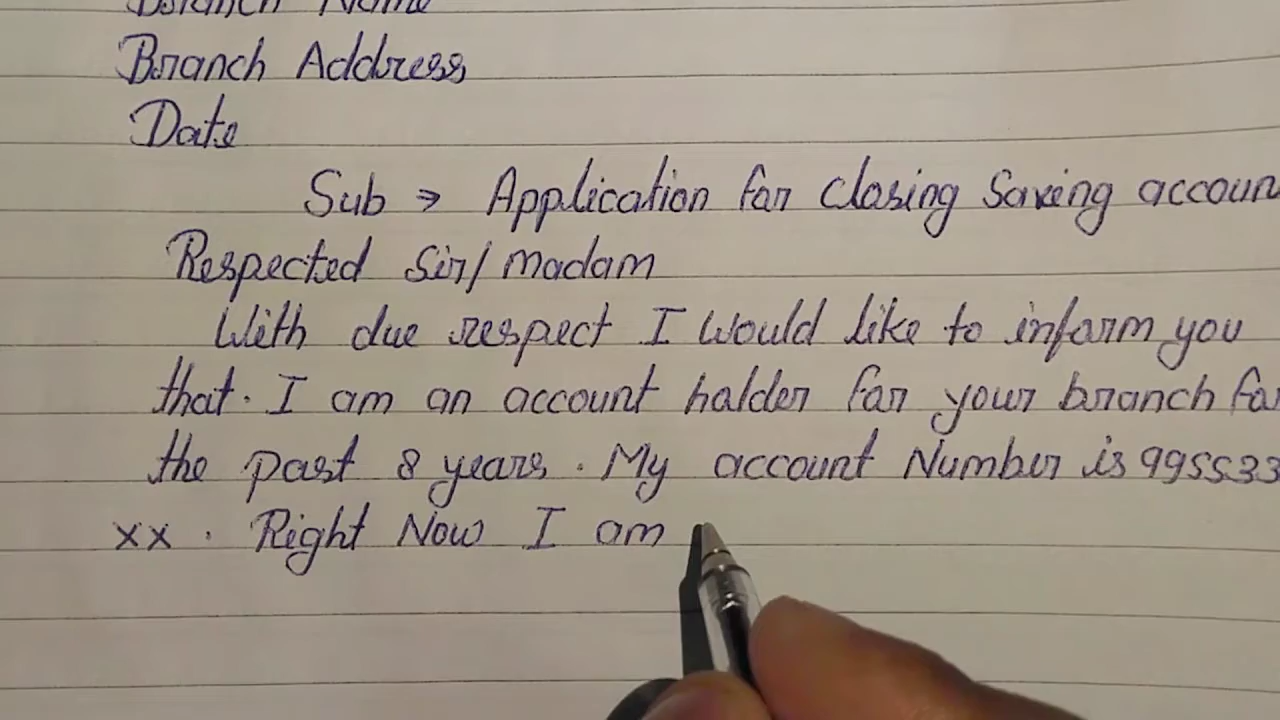 Branch Name
Branch Address
Date
Sub → Application for closing Saving accoun
Respected Sir/madam
With due respect I would like to inform you
that. I am an account holder for your branch for
the past 8 years. My account Number is 995533
xx. Right Now I am